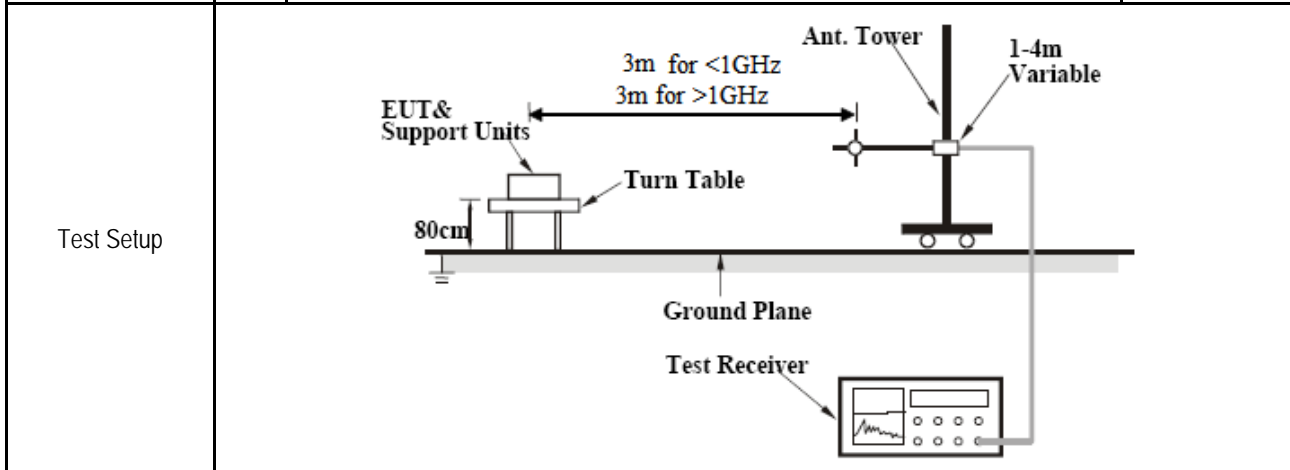 Test Setup
Ant. Tower
1-4m
Variable
3m for <1GHz
3m for >1GHz
EUT&
Support Units
Turn Table
80cm
Ground Plane
Test Receiver